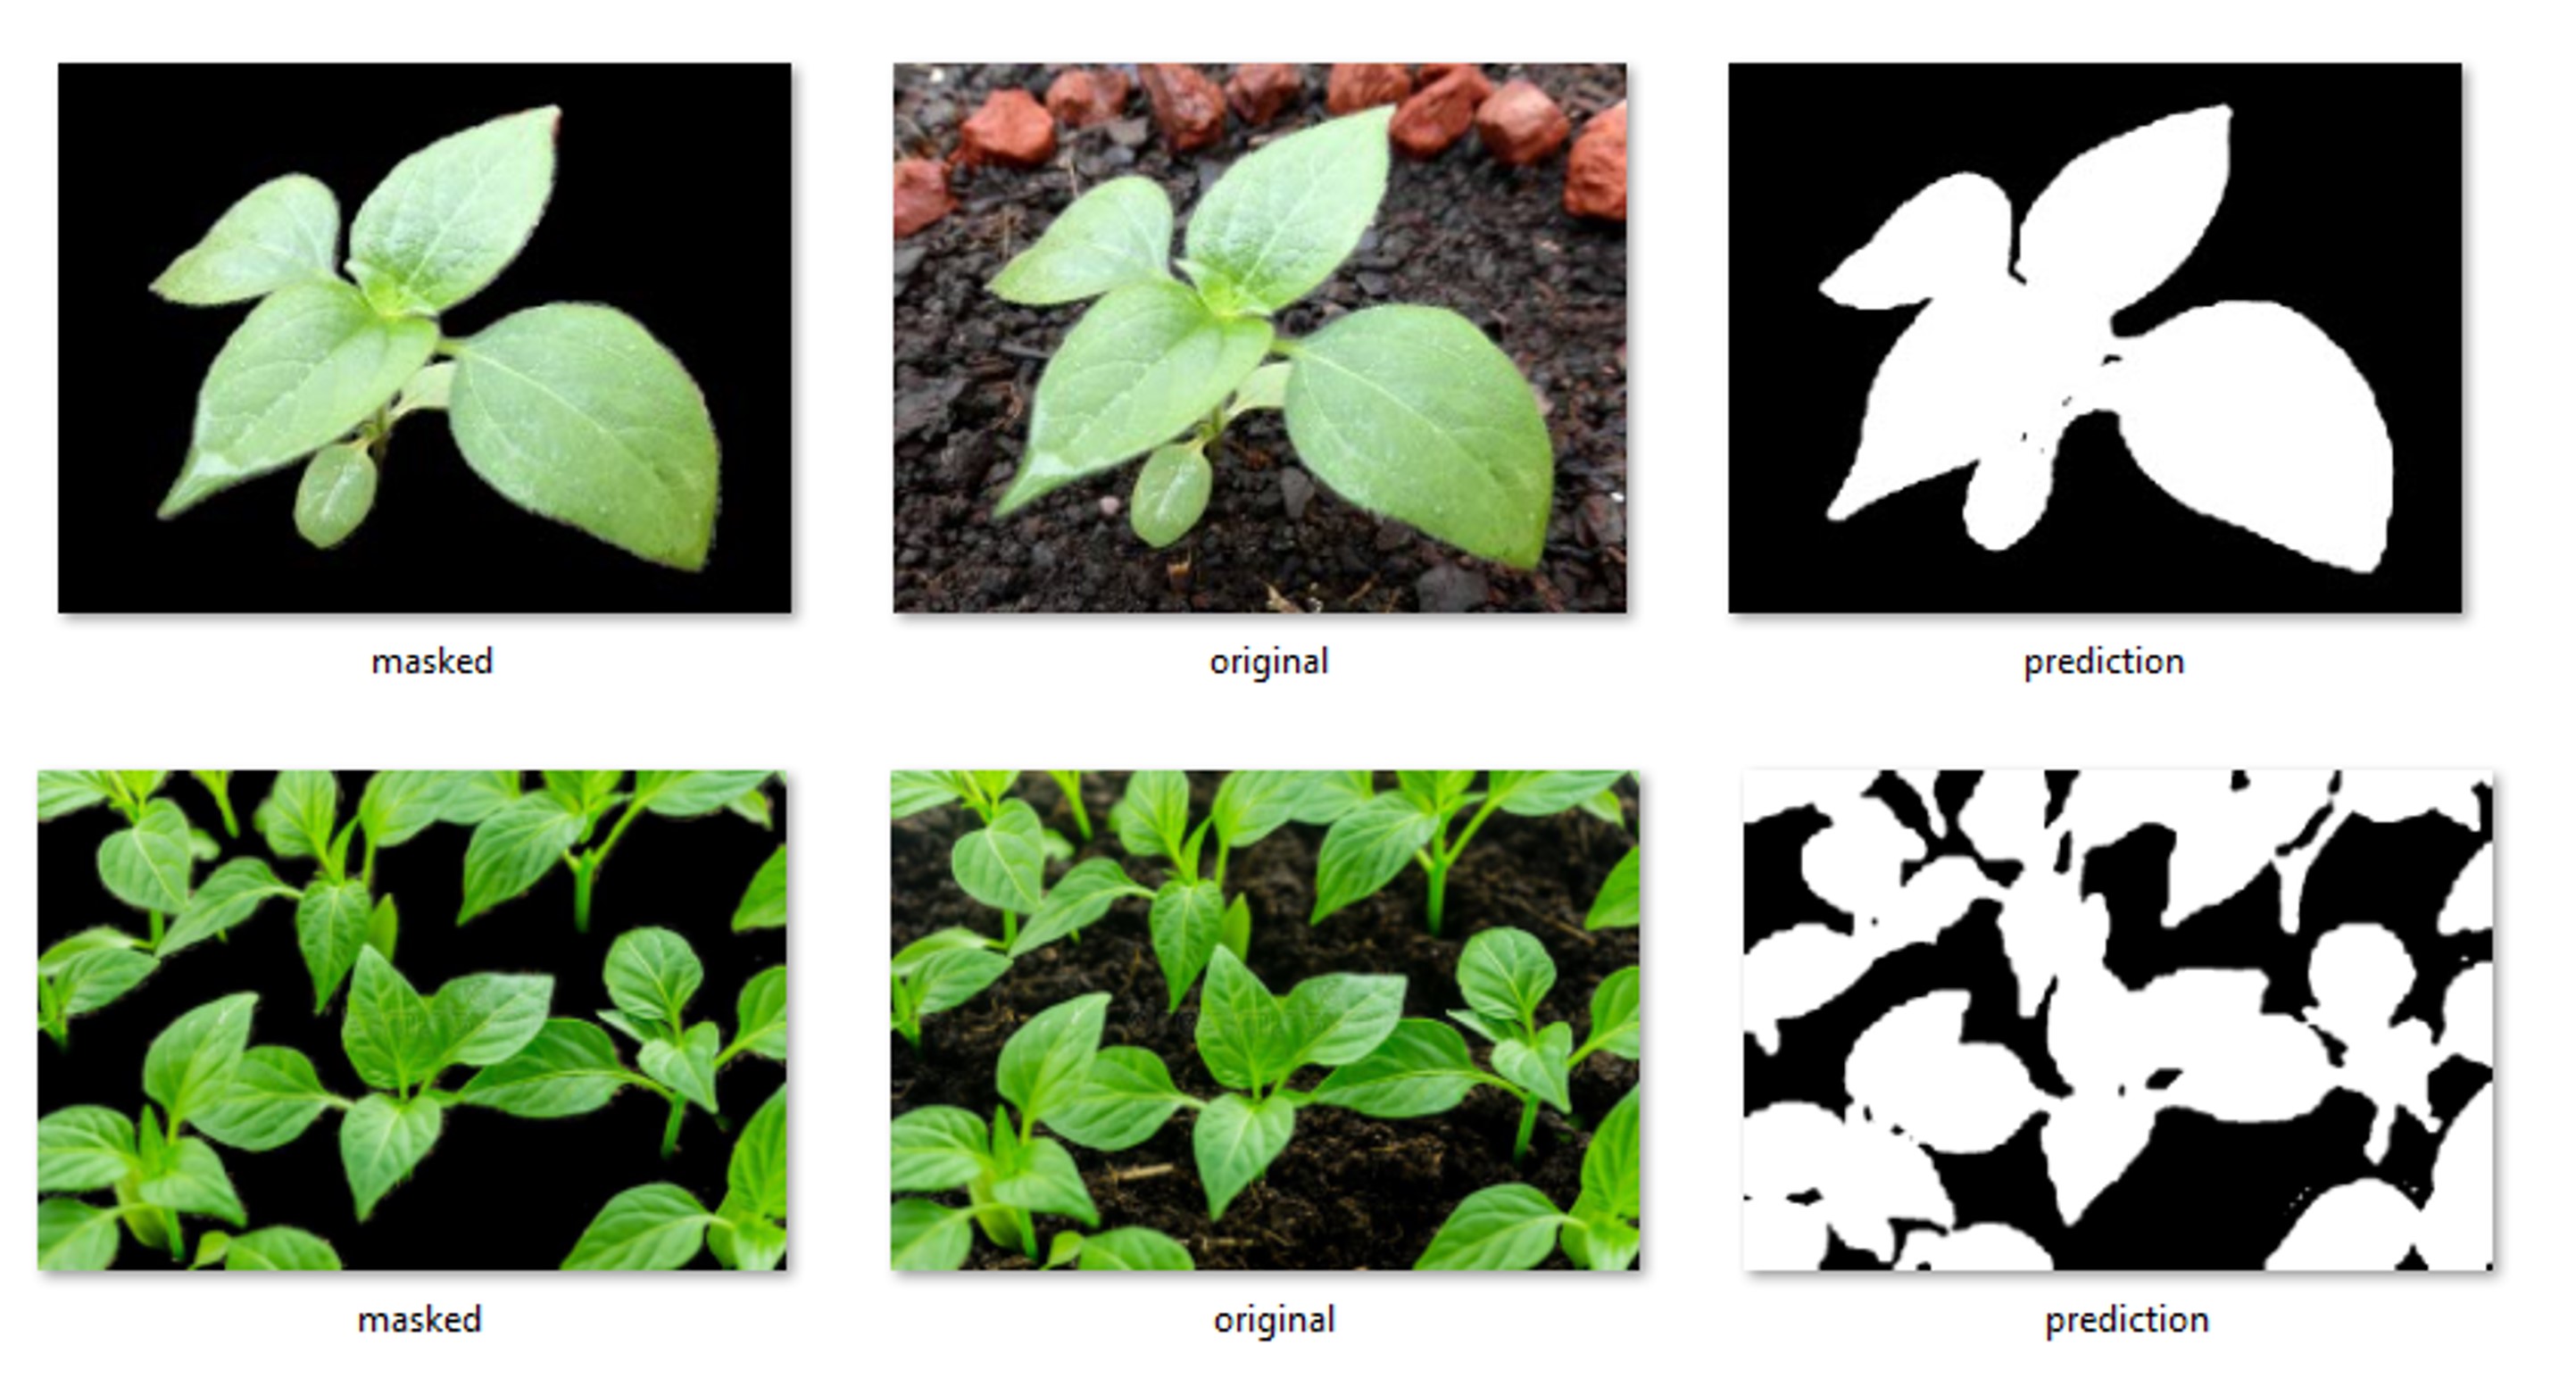 masked
original
prediction
masked
original
prediction